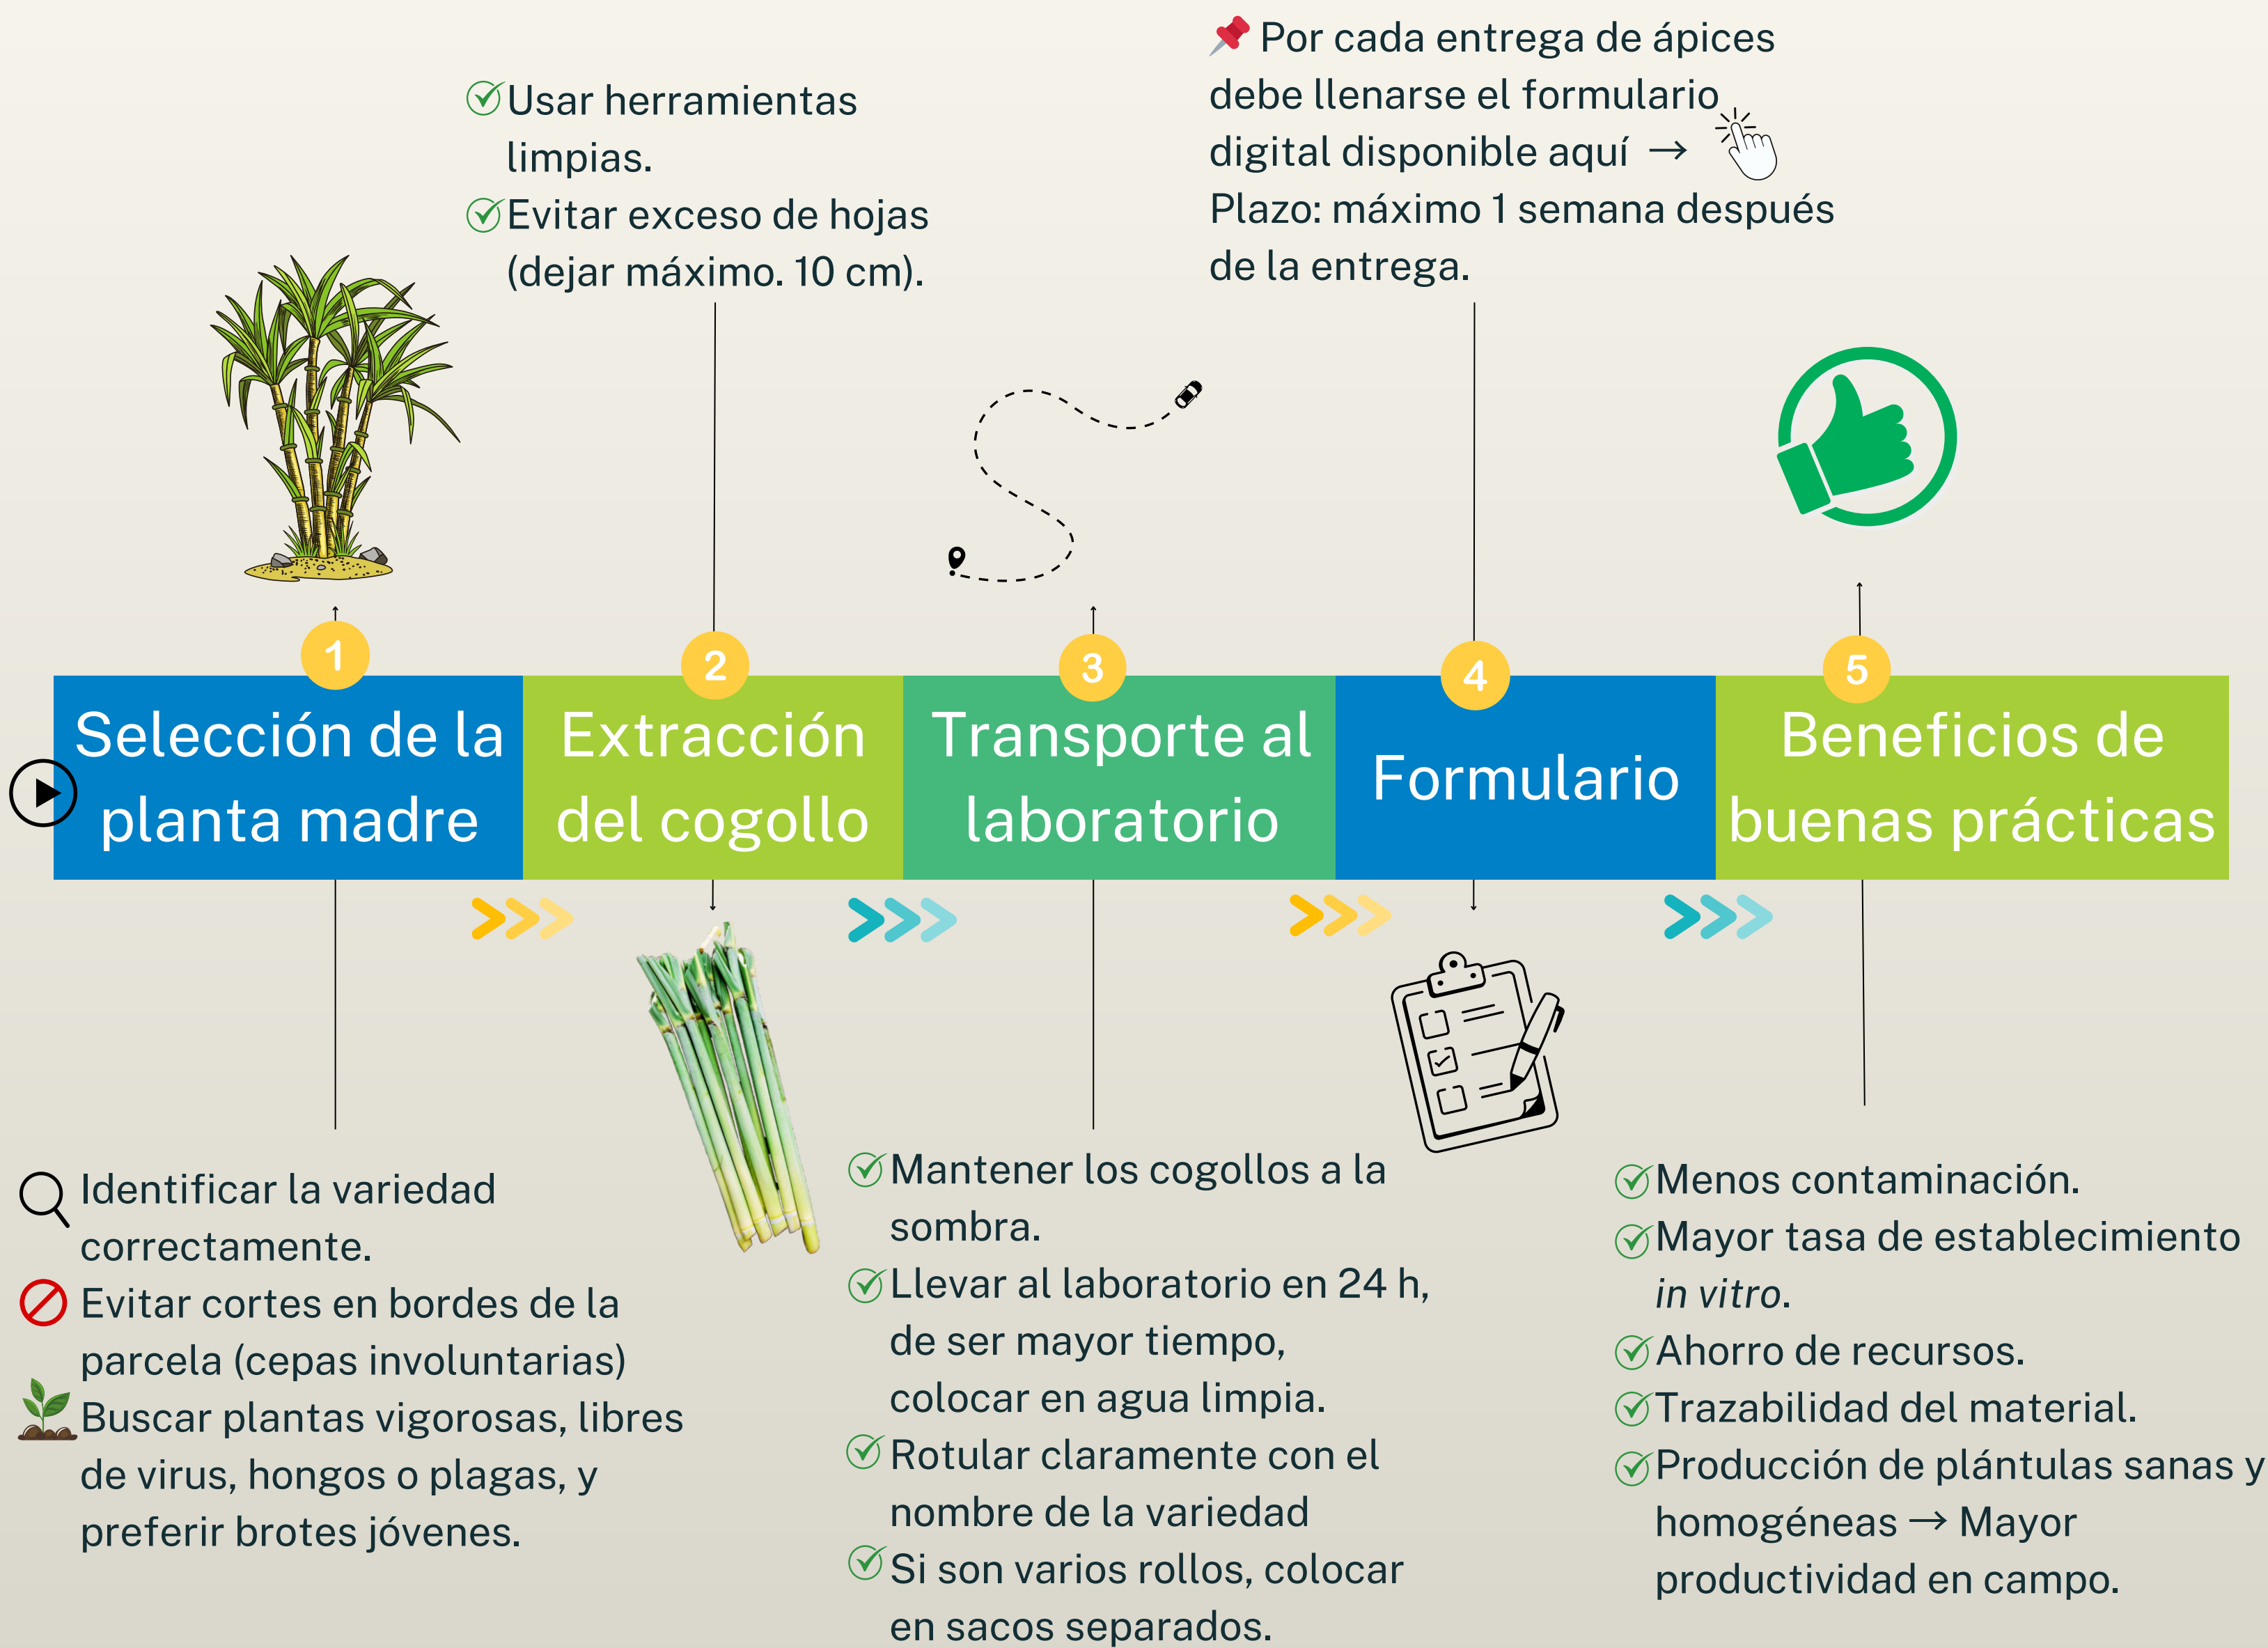 📌 Por cada entrega de ápices
debe llenarse el formulario
digital disponible aquí →
Plazo: máximo 1 semana después
de la entrega.
Usar herramientas
limpias.
Evitar exceso de hojas
(dejar máximo. 10 cm).
1
2
3
4
5
Selección de la
planta madre
Extracción
del cogollo
Transporte al
laboratorio
Formulario
Beneficios de
buenas prácticas
Identificar la variedad
correctamente.
Evitar cortes en bordes de la
parcela (cepas involuntarias)
Buscar plantas vigorosas, libres
de virus, hongos o plagas, y
preferir brotes jóvenes.
Mantener los cogollos a la
sombra.
Llevar al laboratorio en 24 h,
de ser mayor tiempo,
colocar en agua limpia.
Rotular claramente con el
nombre de la variedad
Si son varios rollos, colocar
en sacos separados.
Menos contaminación.
Mayor tasa de establecimiento
in vitro.
Ahorro de recursos.
Trazabilidad del material.
Producción de plántulas sanas y
homogéneas → Mayor
productividad en campo.